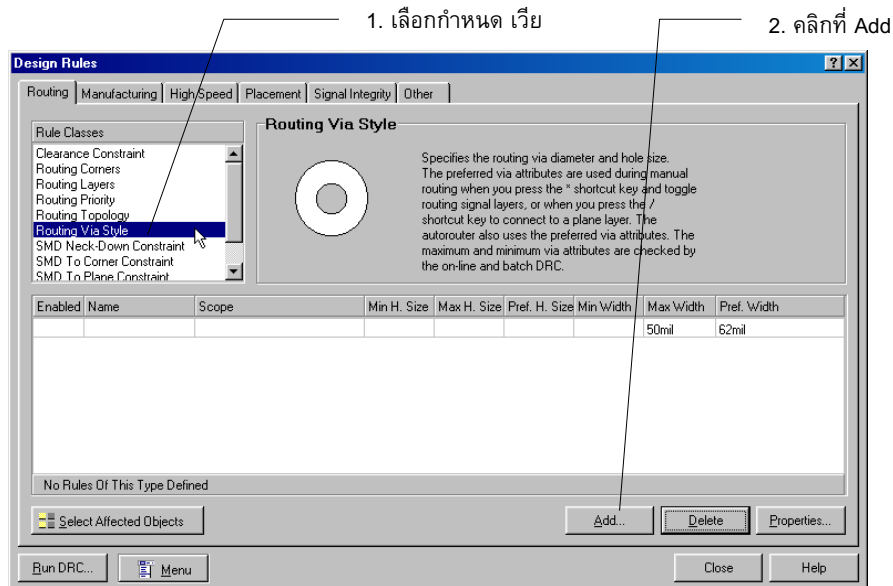 1. เลือกกำหนด เวีย
2. คลิกที่ Add
Design Rules
Routing
Manufacturing
High Speed
Placement
Signal Integrity
Other
Rule Classes
Clearance Constraint
Routing Corners
Routing Layers
Routing Priority
Routing Topology
Routing Via Style
SMD Neck-Down Constraint
SMD To Corner Constraint
SMD To Plane Constraint
Routing Via Style
Specifies the routing via diameter and hole size.
The preferred via attributes are used during manual
routing when you press the * shortcut key and toggle
routing signal layers, or when you press the /
shortcut key to connect to a plane layer. The
autorouter also uses the preferred via attributes. The
maximum and minimum via attributes are checked by
the on-line and batch DRC.
Enabled Name Scope Min H. Size Max H. Size Pref. H. Size Min Width Max Width Pref. Width
50mil 62mil
No Rules Of This Type Defined
Select Affected Objects
Add...
Delete
Properties...
Run DRC...
Menu
Close
Help